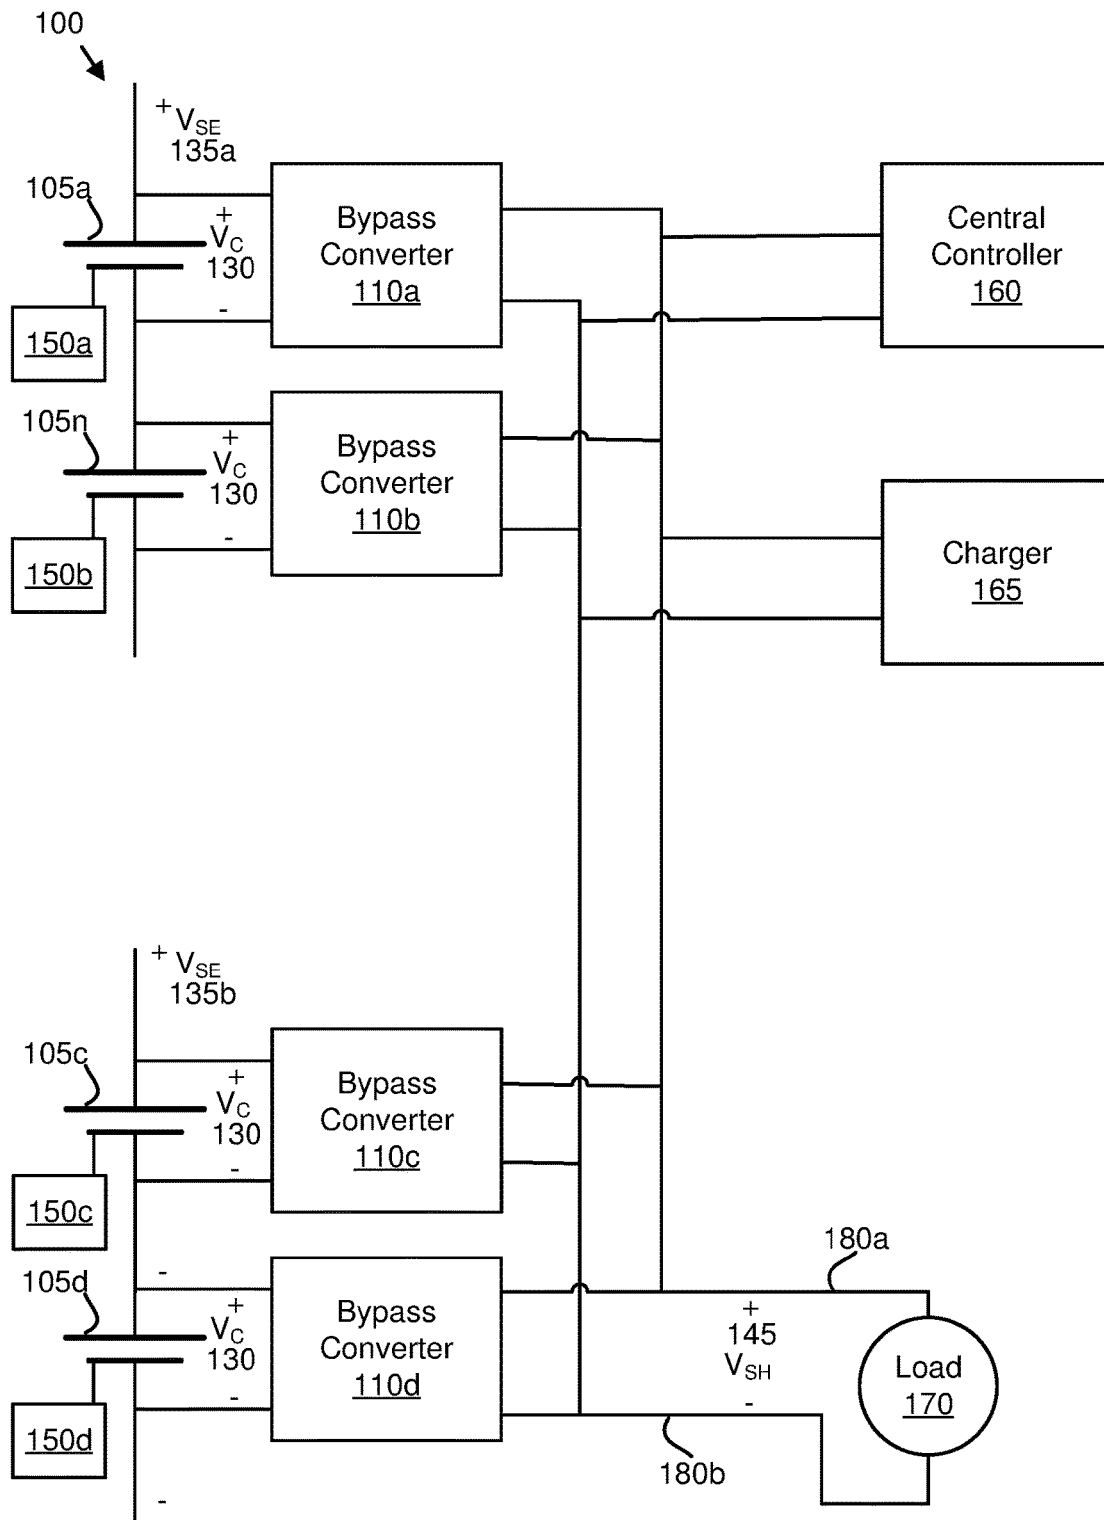 100
+
VSE
135a
105a
+
VC
130
-
150a
Bypass
Converter
110a
Central
Controller
160
105n
+
VC
130
-
150b
Bypass
Converter
110b
Charger
165
+
VSE
135b
105c
+
VC
130
-
150c
Bypass
Converter
110c
-
105d
+
VC
130
-
150d
Bypass
Converter
110d
180a
+
145
VSH
-
Load
170
180b
-